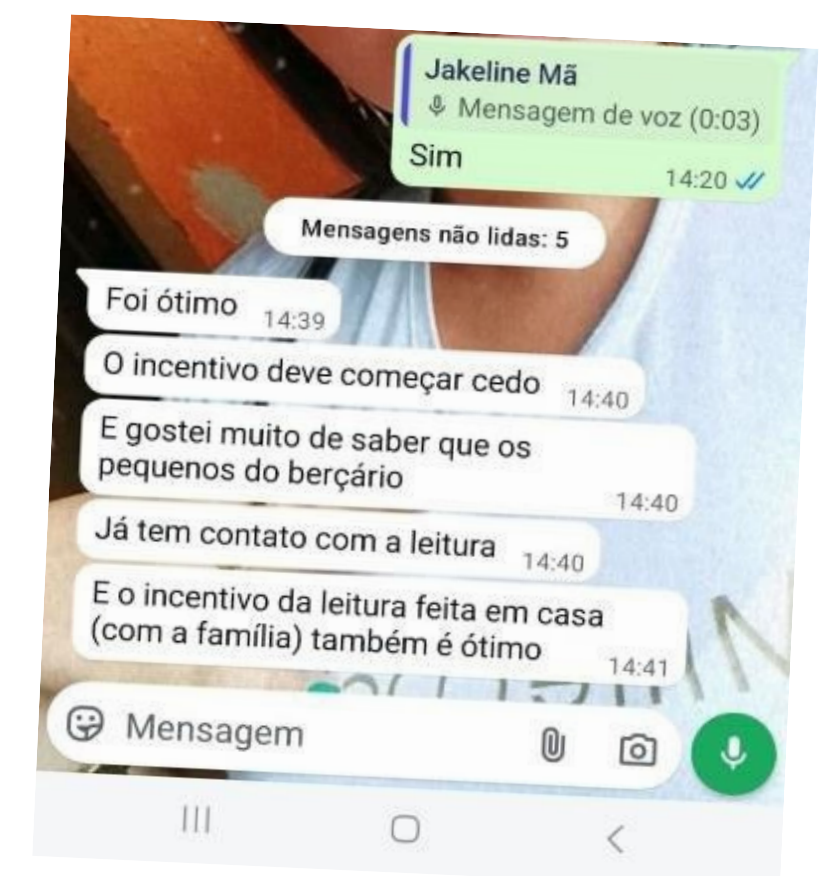 Jakeline Mã
Mensagem de voz (0:03)
Sim
14:20
Mensagens não lidas: 5
Foi ótimo 14:39
O incentivo deve começar cedo 14:40
E gostei muito de saber que os
pequenos do berçário
14:40
Já tem contato com a leitura 14:40
E o incentivo da leitura feita em casa
(com a família) também é ótimo
14:41
Mensagem